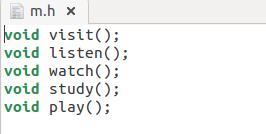 m.h ×
void visit();
void listen();
void watch();
void study();
void play();